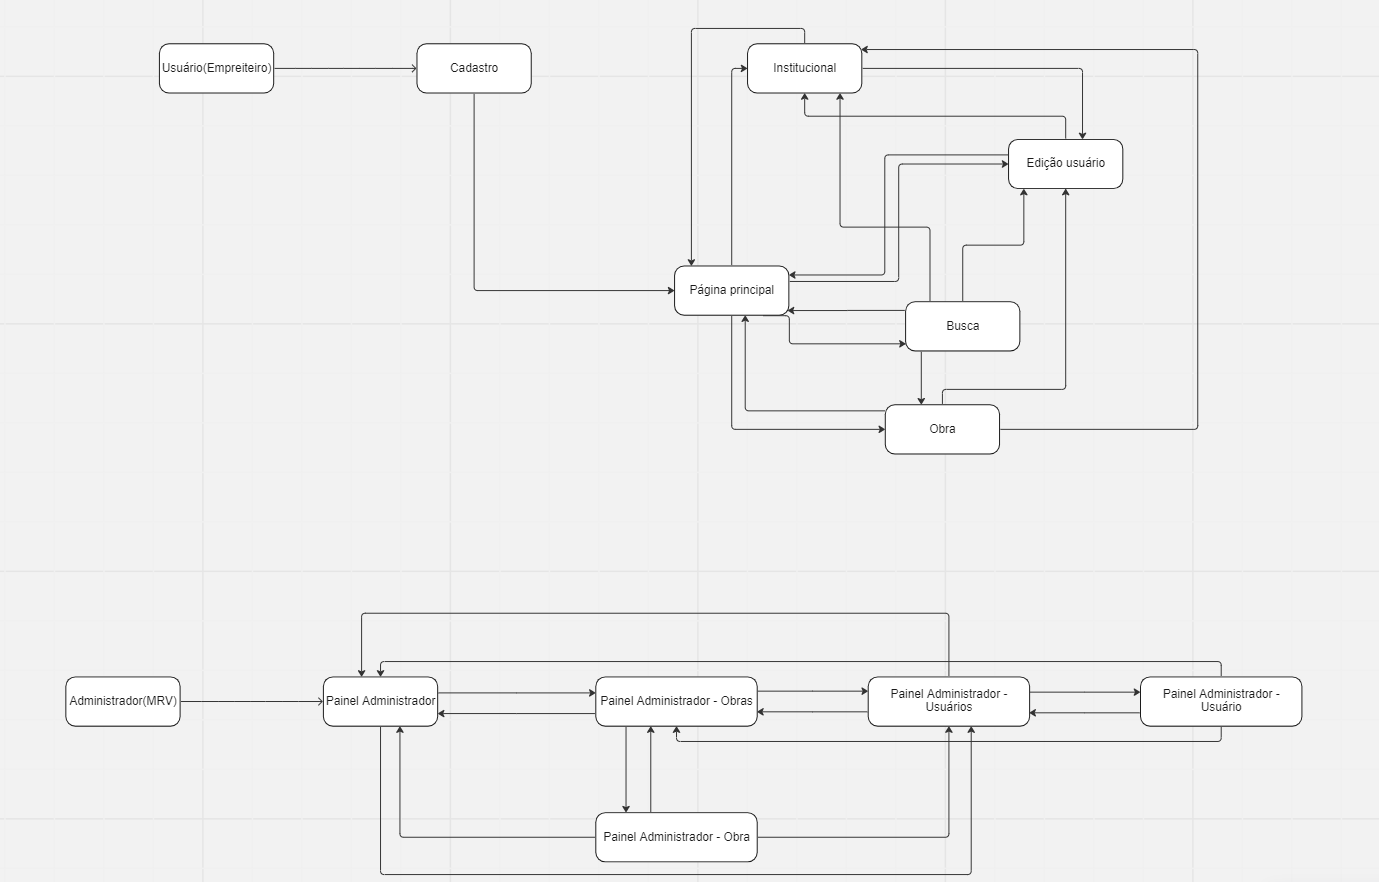 Usuário(Empreiteiro)
Cadastro
Institucional
Edição usuário
Página principal
Busca
Obra
Administrador(MRV)
Painel Administrador
Painel Administrador - Obras
Painel Administrador -
Usuários
Painel Administrador -
Usuário
Painel Administrador - Obra